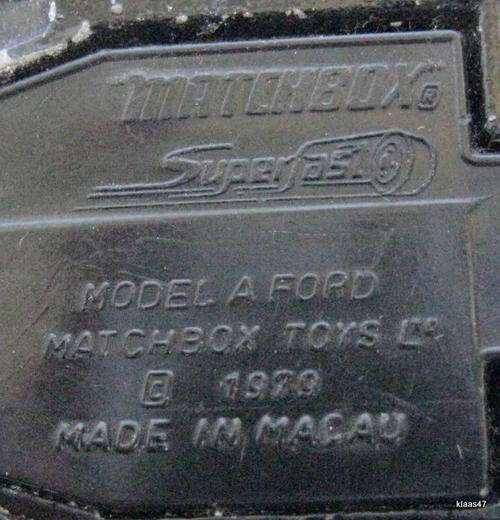 "MATCHBOX"®
Superfast
MODEL A FORD
MATCHBOX TOYS LTD
© 1979
MADE IN MACAU
klaas47